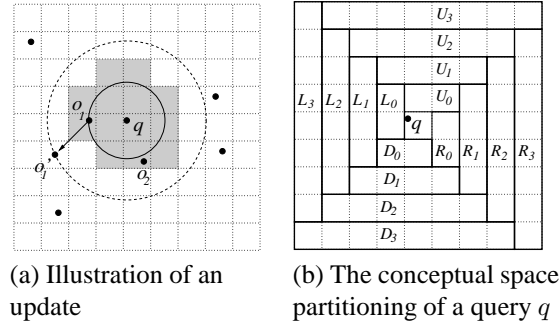 o₁
q
o₁'
o₂
U₃
U₂
U₁
L₃ L₂ L₁ L₀ U₀
q
D₀ R₀ R₁ R₂ R₃
D₁
D₂
D₃
(a) Illustration of an
update
(b) The conceptual space
partitioning of a query q